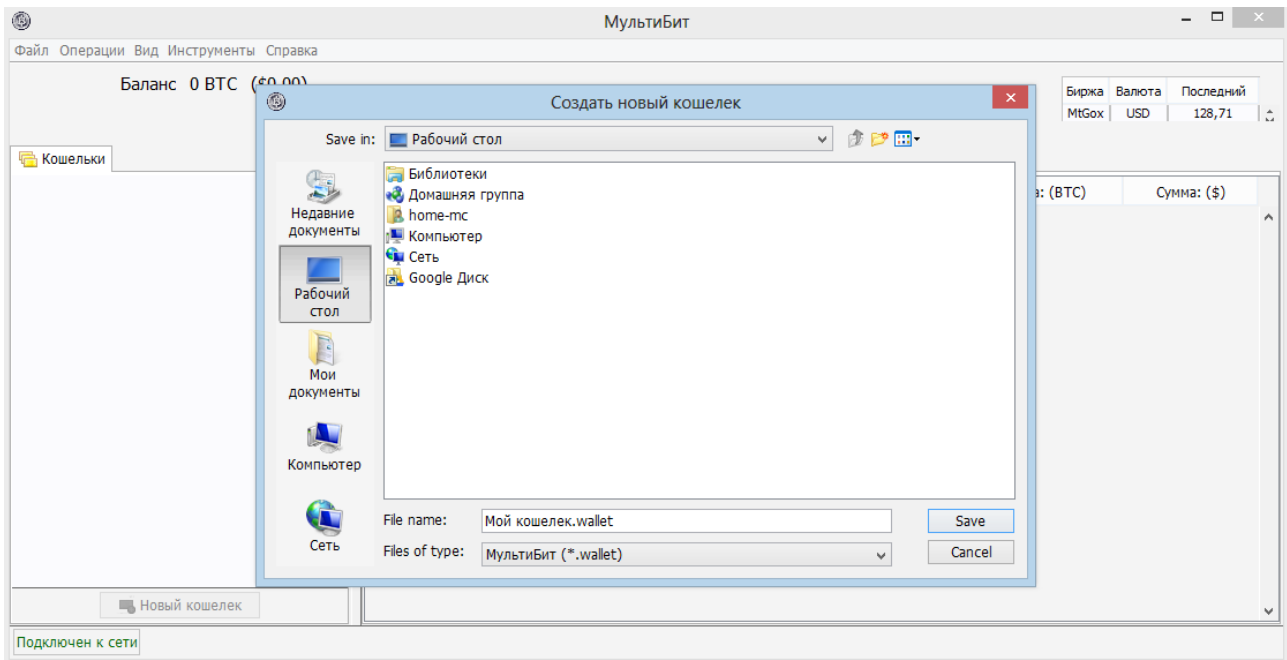 МультиБит
Файл Операции Вид Инструменты Справка
Баланс 0 BTC ($0,00)
Биржа Валюта Последний
MtGox USD 128,71
Создать новый кошелек
Save in: Рабочий стол
Кошельки
Недавние документы
Рабочий стол
Мои документы
Компьютер
Сеть
Библиотеки
Домашняя группа
home-mc
Компьютер
Сеть
Google Диск
(BTC) Сумма: ($)
File name: Мой кошелек.wallet Save
Files of type: МультиБит (*.wallet) Cancel
Новый кошелек
Подключен к сети